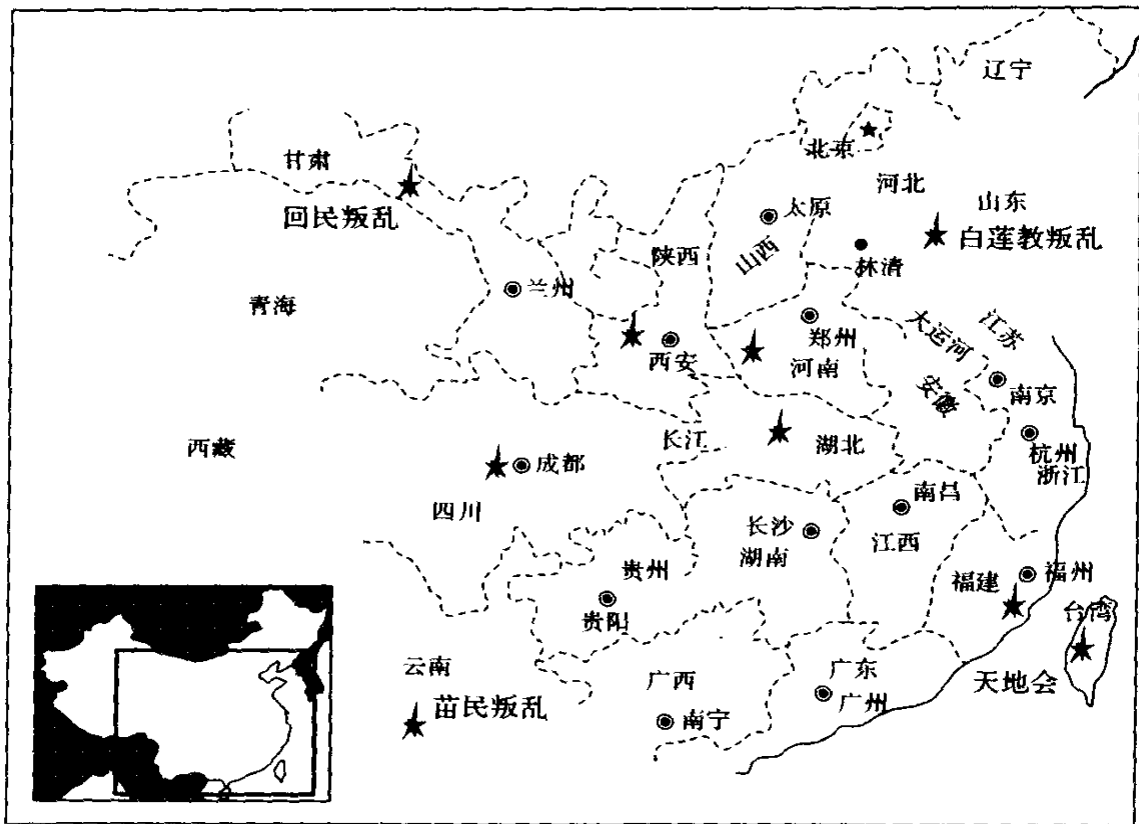 辽宁
北京
甘肃
河北
回民叛乱
太原
山东
白莲教叛乱
陕西
山西
林清
兰州
青海
郑州
大运河
江苏
西安
河南
安徽
南京
西藏
长江
湖北
杭州
浙江
成都
四川
南昌
长沙
湖南
江西
贵州
福建
福州
贵阳
台湾
云南
广西
广东
天地会
苗民叛乱
南宁
广州